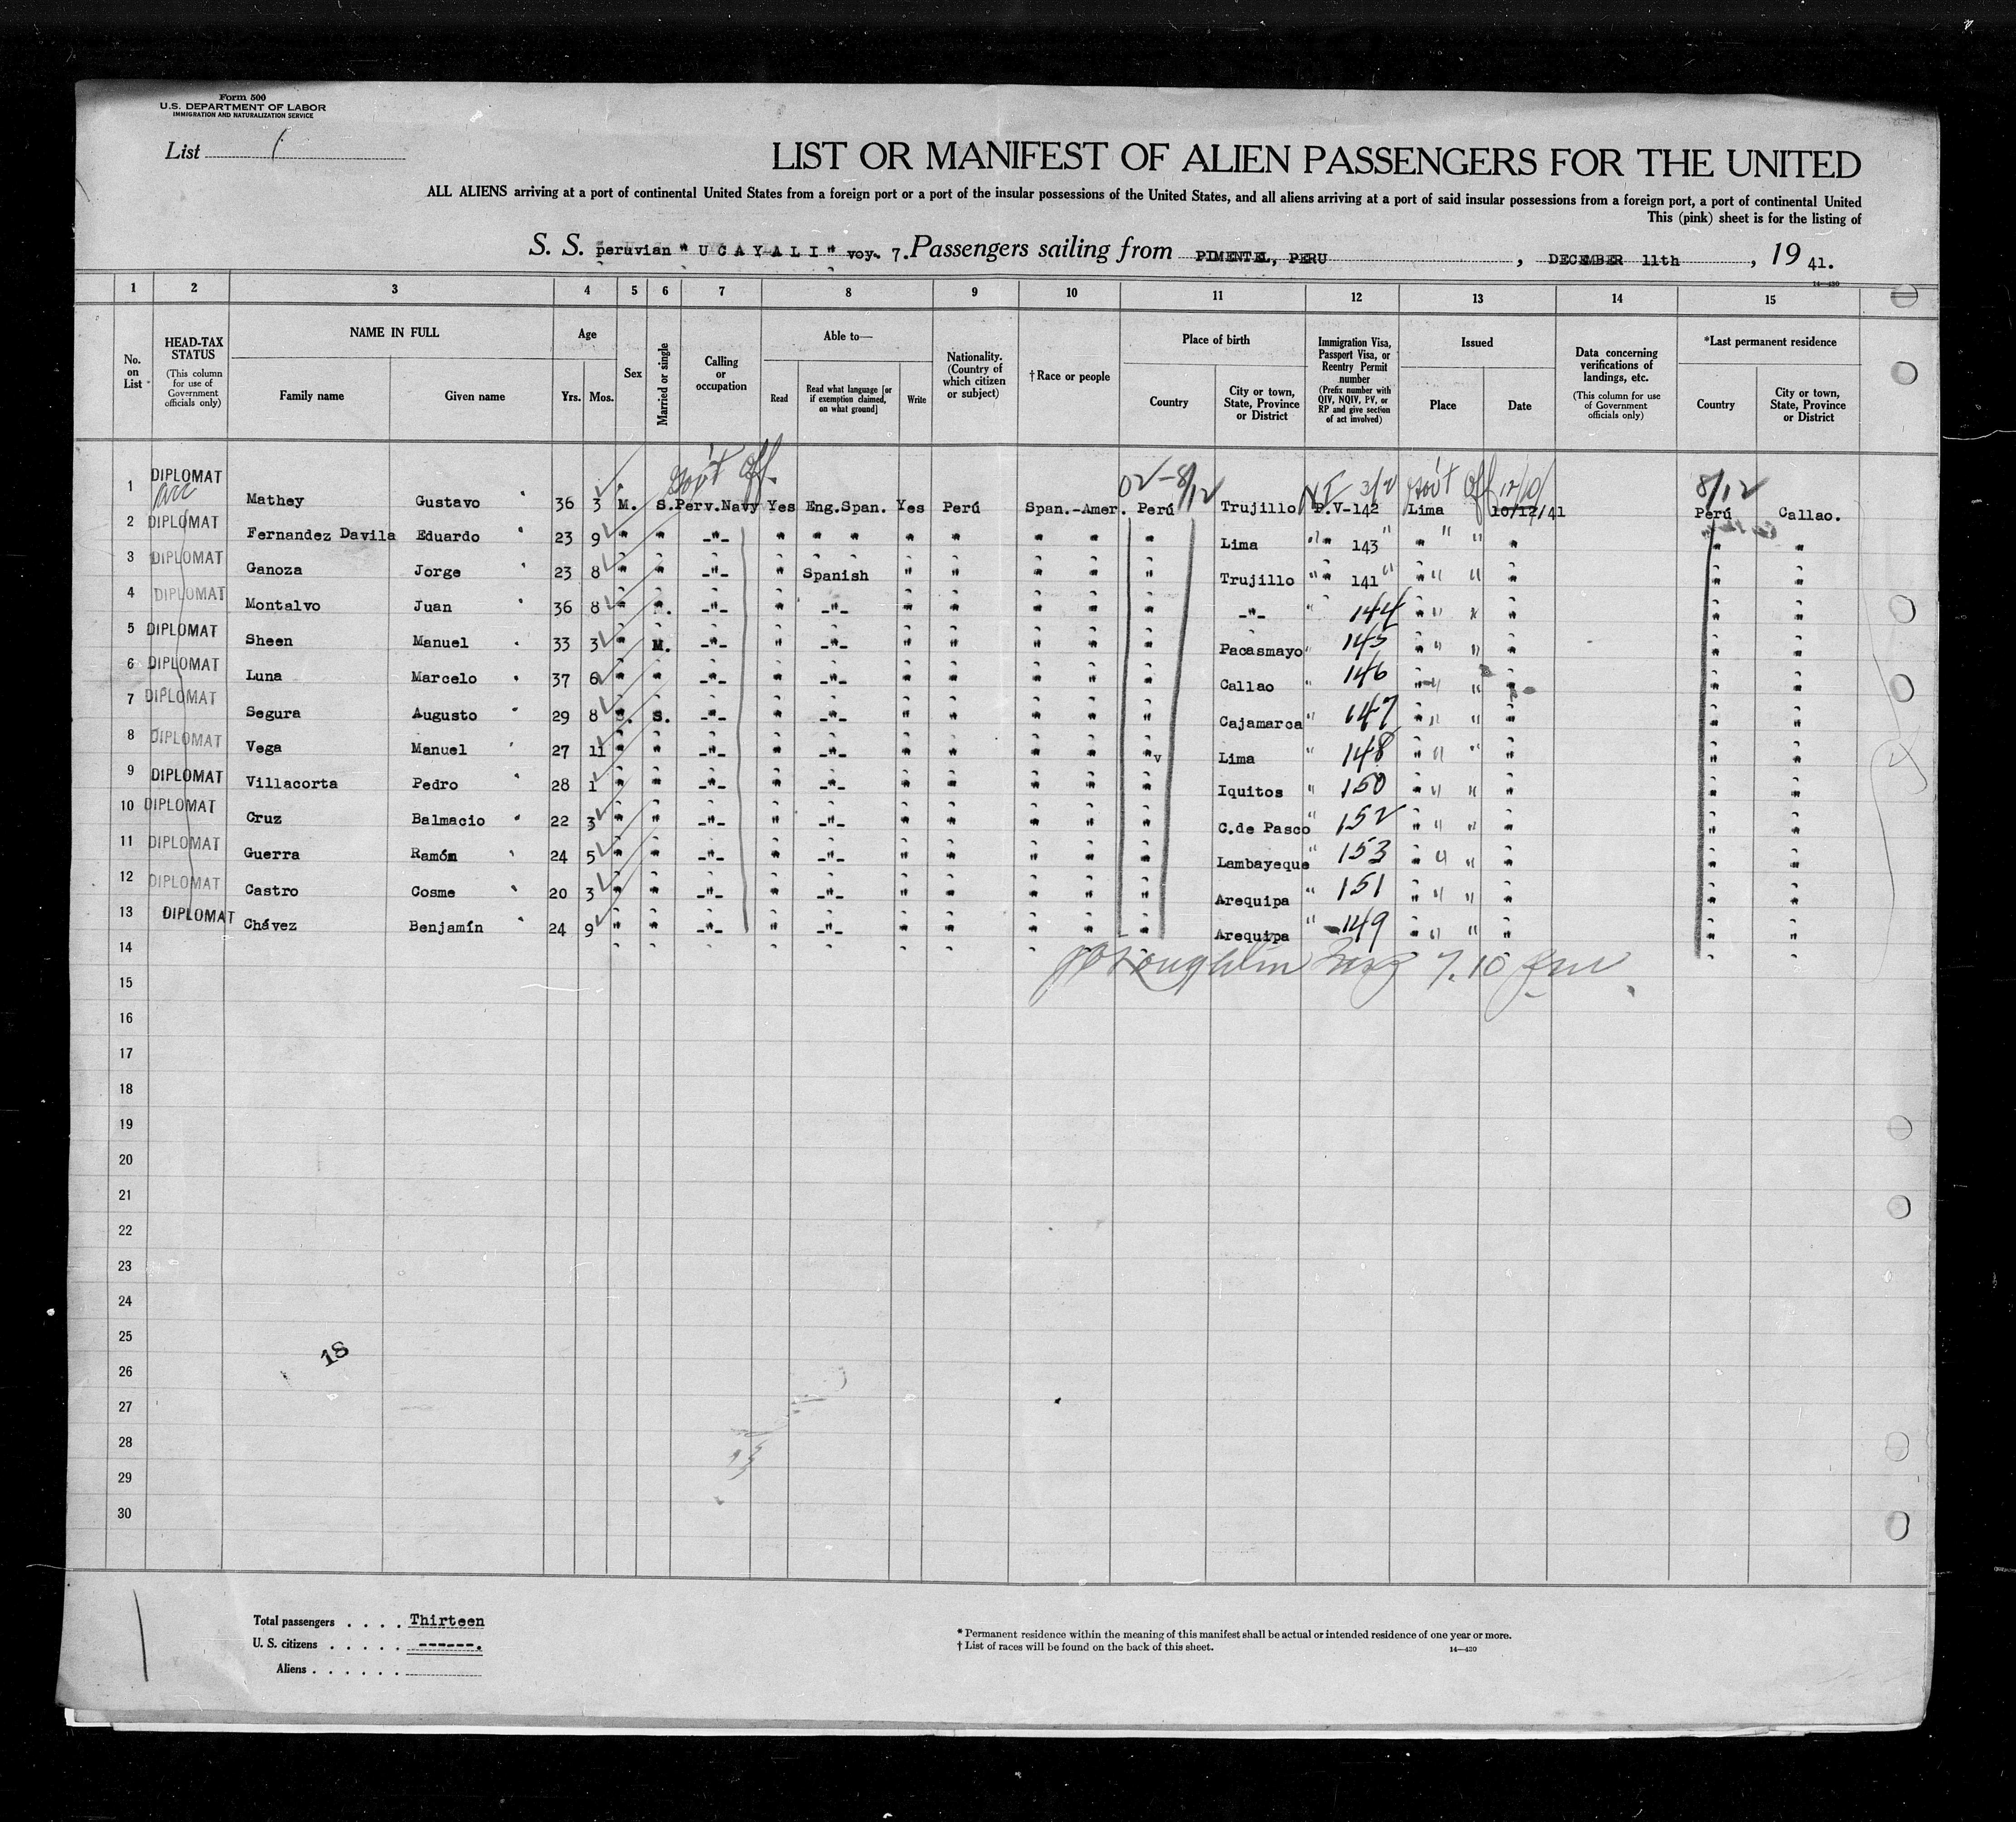 Form 500
U.S. DEPARTMENT OF LABOR
IMMIGRATION AND NATURALIZATION SERVICE
List 1
LIST OR MANIFEST OF ALIEN PASSENGERS FOR THE UNITED
ALL ALIENS arriving at a port of continental United States from a foreign port or a port of the insular possessions of the United States, and all aliens arriving at a port of said insular possessions from a foreign port, a port of continental United
This (pink) sheet is for the listing of
S. S. peruvian " U C A Y A L I " voy. 7. Passengers sailing from PIMENTEL, PERU , DECEMBER 11th , 19 41.
14—420
1 2 3 4 5 6 7 8 9 10 11 12 13 14 15
No. on List
HEAD-TAX STATUS (This column for use of Government officials only)
NAME IN FULL
Family name Given name
Age
Yrs. Mos.
Sex
Married or single
Calling or occupation
Able to—
Read
Read what language [or if exemption claimed, on what ground]
Write
Nationality. (Country of which citizen or subject)
†Race or people
Place of birth
Country
City or town, State, Province or District
Immigration Visa, Passport Visa, or Reentry Permit number (Prefix number with QIV, NQIV, PV, or RP and give section of act involved)
Issued
Place Date
Data concerning verifications of landings, etc. (This column for use of Government officials only)
*Last permanent residence
Country
City or town, State, Province or District
Gov't Off. 02-8/12 3/2 Gov't Off 12/10/ 8/12
1 DIPLOMAT Mathey Gustavo 36 3 M. S. Perv.Navy Yes Eng.Span. Yes Perú Span.-Amer. Perú Trujillo P.V-142 Lima 10/12/41 Perú Callao.
2 DIPLOMAT Fernandez Davila Eduardo 23 9 " " -"- " " " " " " " " Lima " " 143 " " " " " " "
3 DIPLOMAT Ganoza Jorge 23 8 " " -"- " Spanish " " " " " Trujillo " " 141 " " " " " " "
4 DIPLOMAT Montalvo Juan 36 8 " ". -"- " -"- " " " " " -"- " 144 " " " " " "
5 DIPLOMAT Sheen Manuel 33 3 " M. -"- " -"- " " " " " Pacasmayo " 145 " " " " " "
6 DIPLOMAT Luna Marcelo 37 6 " " -"- " -"- " " " " " Callao " 146 " " " " " "
7 DIPLOMAT Segura Augusto 29 8 ". S. -"- " -"- " " " " " Cajamarca " 147 " " " " " "
8 DIPLOMAT Vega Manuel 27 11 " " -"- " -"- " " " " " Lima " 148 " " " " " "
9 DIPLOMAT Villacorta Pedro 28 1 " " -"- " -"- " " " " " Iquitos " 150 " " " " " "
10 DIPLOMAT Cruz Balmacio 22 3 " " -"- " -"- " " " " " C.de Pasco " 152 " " " " " "
11 DIPLOMAT Guerra Ramón 24 5 " " -"- " -"- " " " " " Lambayeque " 153 " " " " " "
12 DIPLOMAT Castro Cosme 20 3 " " -"- " -"- " " " " " Arequipa " 151 " " " " " "
13 DIPLOMAT Chávez Benjamín 24 9 " " -"- " -"- " " " " " Arequipa " 149 " " " " " "
14
7.10
15
16
17
18
19
20
21
22
23
24
25
18
26
27
28
29
30
Total passengers . . . . Thirteen
U. S. citizens . . . . . ------.
Aliens . . . . . .
* Permanent residence within the meaning of this manifest shall be actual or intended residence of one year or more.
† List of races will be found on the back of this sheet.
14—420